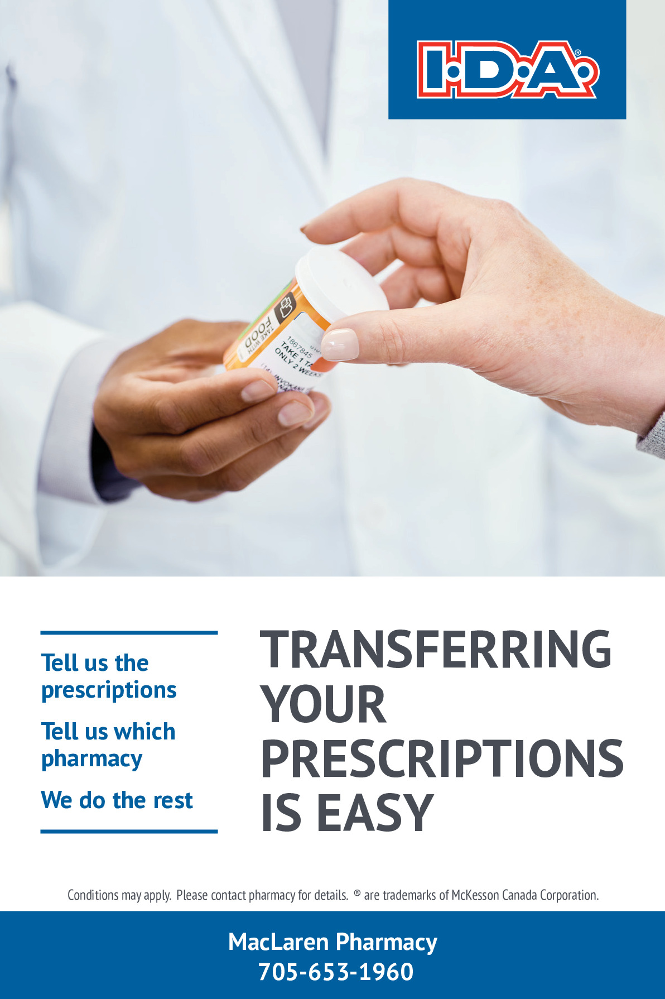 I·D·A·®
TAKE WITH
FOOD
1867845
TAKE 1
ONLY 2 WEEKS
Tell us the
prescriptions
Tell us which
pharmacy
We do the rest
TRANSFERRING
YOUR
PRESCRIPTIONS
IS EASY
Conditions may apply. Please contact pharmacy for details. ® are trademarks of McKesson Canada Corporation.
MacLaren Pharmacy
705-653-1960